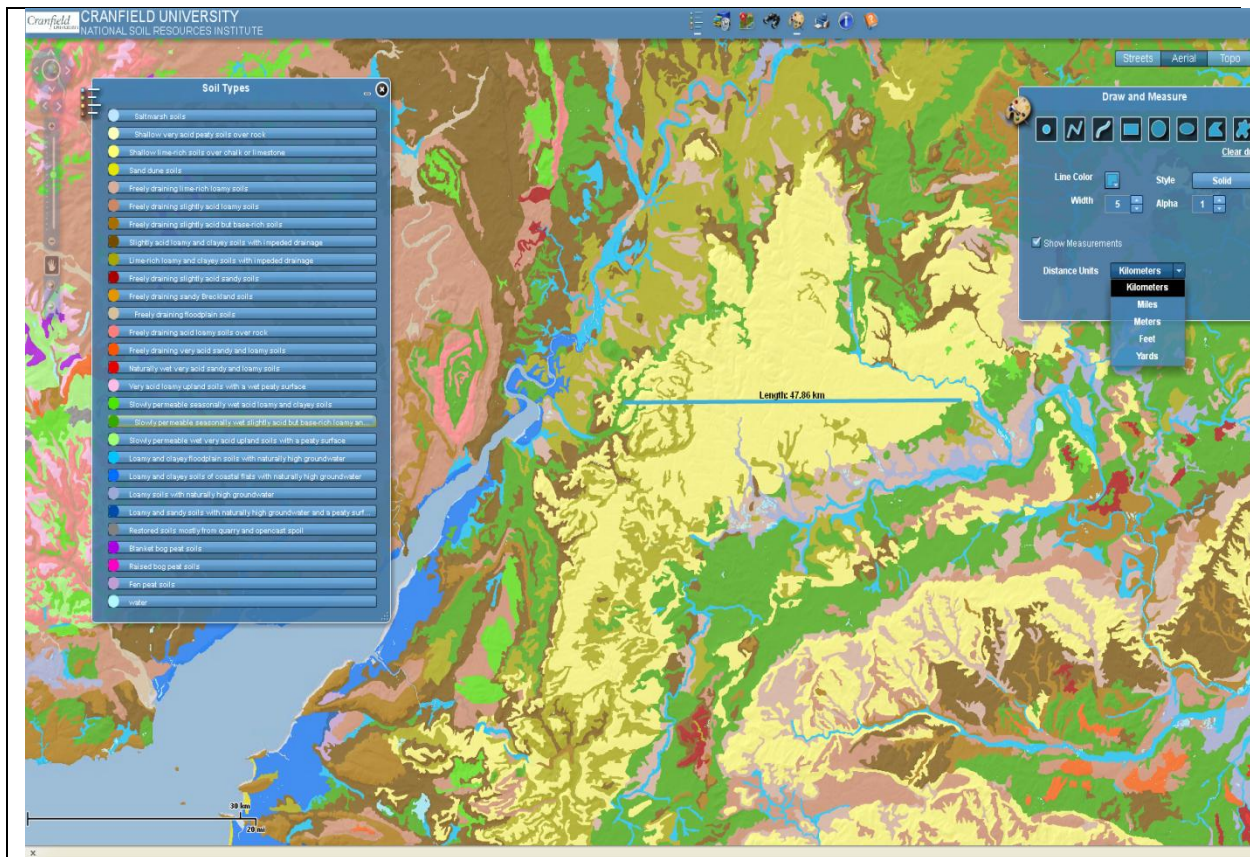 Cranfield
UNIVERSITY
CRANFIELD UNIVERSITY
NATIONAL SOIL RESOURCES INSTITUTE
Streets Aerial Topo
Soil Types
Saltmarsh soils
Shallow very acid peaty soils over rock
Shallow lime-rich soils over chalk or limestone
Sand dune soils
Freely draining lime-rich loamy soils
Freely draining slightly acid loamy soils
Freely draining slightly acid but base-rich soils
Slightly acid loamy and clayey soils with impeded drainage
Lime-rich loamy and clayey soils with impeded drainage
Freely draining slightly acid sandy soils
Freely draining sandy Breckland soils
Freely draining floodplain soils
Freely draining acid loamy soils over rock
Freely draining very acid sandy and loamy soils
Naturally wet very acid sandy and loamy soils
Very acid loamy upland soils with a wet peaty surface
Slowly permeable seasonally wet acid loamy and clayey soils
Slowly permeable seasonally wet slightly acid but base-rich loamy an...
Slowly permeable wet very acid upland soils with a peaty surface
Loamy and clayey floodplain soils with naturally high groundwater
Loamy and clayey soils of coastal flats with naturally high groundwater
Loamy soils with naturally high groundwater
Loamy and sandy soils with naturally high groundwater and a peaty surf...
Restored soils mostly from quarry and opencast spoil
Blanket bog peat soils
Raised bog peat soils
Fen peat soils
water
Draw and Measure
Clear d
Line Color Style Solid
Width 5 Alpha 1
Show Measurements
Distance Units Kilometers
Kilometers
Miles
Meters
Feet
Yards
Length: 47.86 km
30 km
20 mi